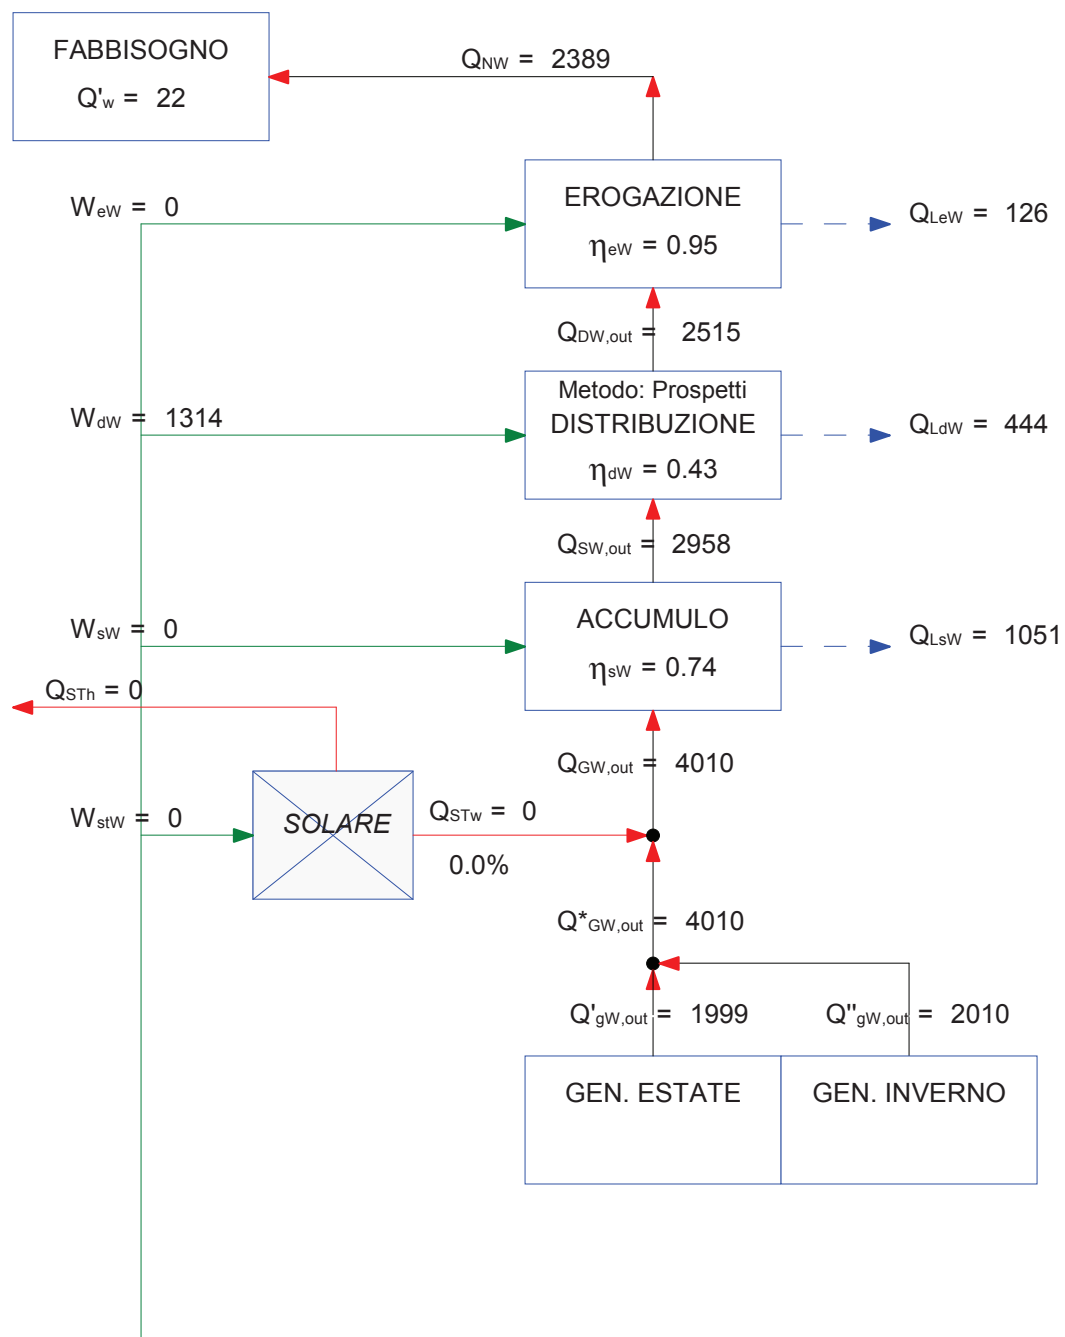 FABBISOGNO
Q'w = 22
QNW = 2389
WeW = 0
EROGAZIONE
ηeW = 0.95
QLeW = 126
QDW,out = 2515
WdW = 1314
Metodo: Prospetti
DISTRIBUZIONE
ηdW = 0.43
QLdW = 444
QSW,out = 2958
WsW = 0
ACCUMULO
ηsW = 0.74
QLsW = 1051
QSTh = 0
QGW,out = 4010
WstW = 0
SOLARE
QSTw = 0
0.0%
Q*GW,out = 4010
Q'gW,out = 1999
Q''gW,out = 2010
GEN. ESTATE
GEN. INVERNO